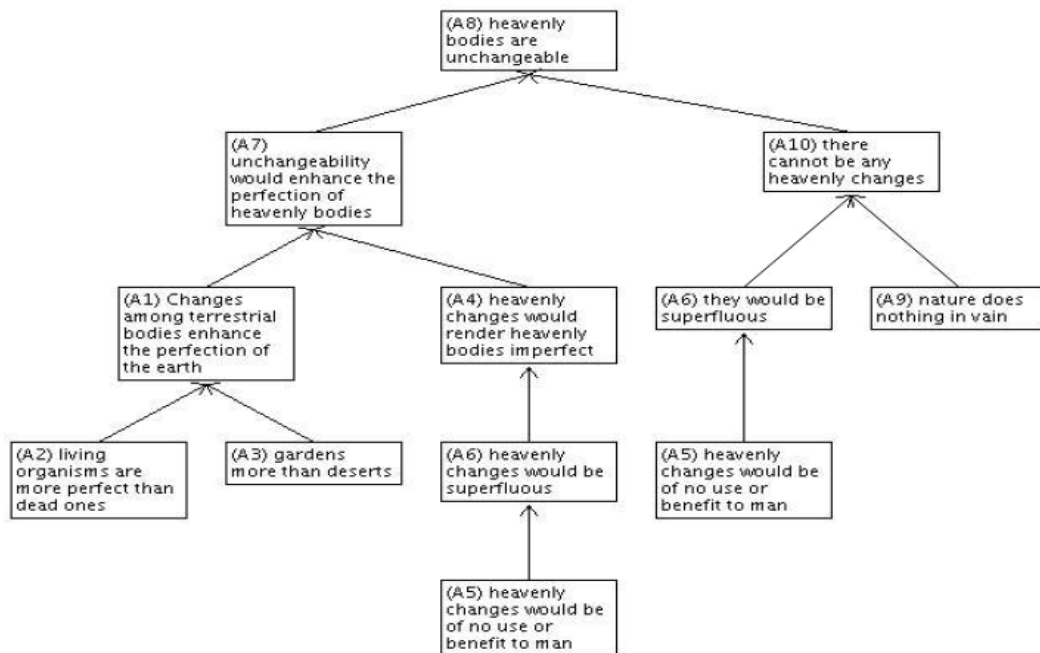 (A8) heavenly
bodies are
unchangeable
(A7)
unchangeability
would enhance the
perfection of
heavenly bodies
(A10) there
cannot be any
heavenly changes
(A1) Changes
among terrestrial
bodies enhance
the perfection of
the earth
(A4) heavenly
changes would
render heavenly
bodies imperfect
(A6) they would be
superfluous
(A9) nature does
nothing in vain
(A2) living
organisms are
more perfect than
dead ones
(A3) gardens
more than deserts
(A6) heavenly
changes would be
superfluous
(A5) heavenly
changes would be
of no use or
benefit to man
(A5) heavenly
changes would be
of no use or
benefit to man